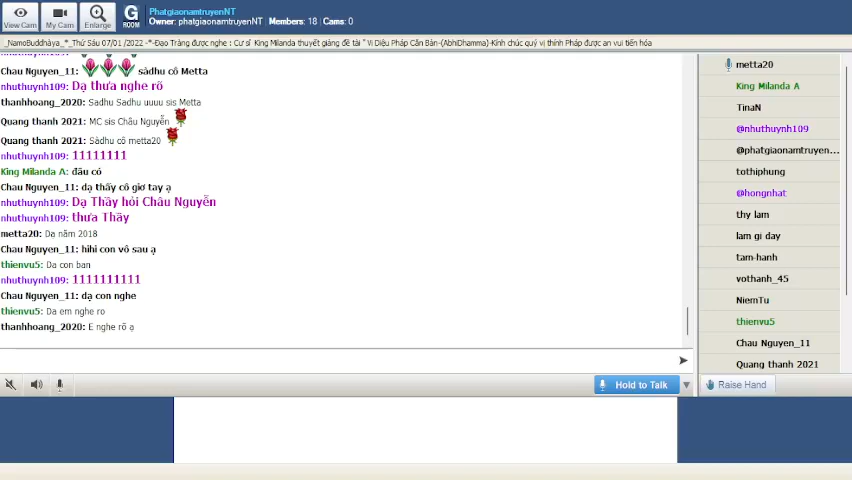 View Cam
My Cam
Enlarge
G
ROOM
PhatgiaonamtruyenNT
Owner: phatgiaonamtruyenNT Members: 18 | Cams: 0
_NamoBuddhàya_*_Thứ Sáu 07/01 /2022 -*-Đạo Tràng được nghe : Cư sĩ King Milanda thuyết giảng đề tài " Vi Diệu Pháp Căn Bản-(AbhiDhamma)-Kính chúc quý vị thính Pháp được an vui tiến hóa
Chau Nguyen_11: sàdhu cô Metta
nhuthuynh109: Dạ thưa nghe rõ
thanhhoang_2020: Sadhu Sadhu uuuu sis Metta
Quang thanh 2021: MC sis Châu Nguyễn
Quang thanh 2021: Sàdhu cô metta20
nhuthuynh109: 11111111
King Milanda A: đâu có
Chau Nguyen_11: dạ thấy cô giơ tay ạ
nhuthuynh109: Dạ Thầy hỏi Châu Nguyễn
nhuthuynh109: thưa Thầy
metta20: Da năm 2018
Chau Nguyen_11: hihi con vô sau ạ
thienvu5: Da con ban
nhuthuynh109: 1111111111
Chau Nguyen_11: dạ con nghe
thienvu5: Da em nghe ro
thanhhoang_2020: E nghe rõ ạ
Hold to Talk
metta20
King Milanda A
TinaN
@nhuthuynh109
@phatgiaonamtruyen...
tothiphung
@hongnhat
thy lam
lam gi day
tam-hanh
vothanh_45
NiemTu
thienvu5
Chau Nguyen_11
Quang thanh 2021
Raise Hand